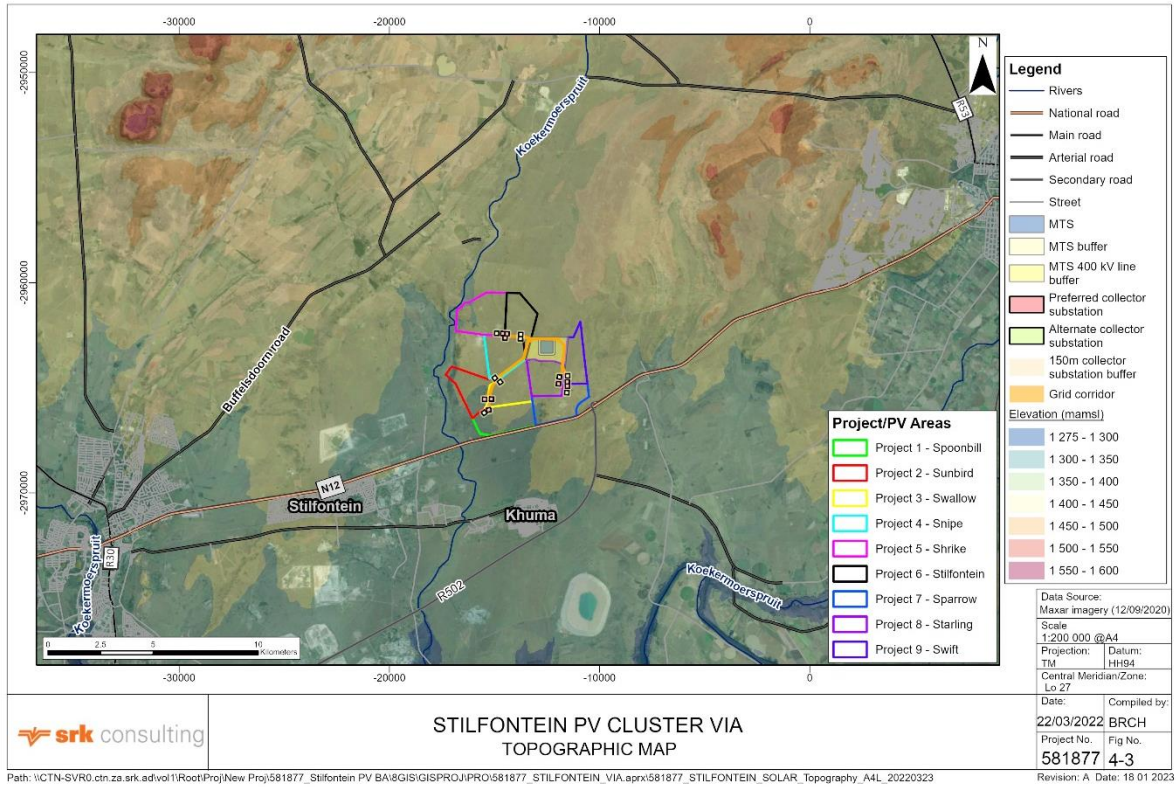 -30000
-20000
-10000
0
-2950000
-2960000
-2970000
Koekermoerspruit
R53
N
Buffelsdoorn road
N12
Stilfontein
Khuma
R30
Koekermoerspruit
R502
Koekermoerspruit
0 2.5 5 10
Kilometers
-30000
-20000
-10000
0
Project/PV Areas
Project 1 - Spoonbill
Project 2 - Sunbird
Project 3 - Swallow
Project 4 - Snipe
Project 5 - Shrike
Project 6 - Stilfontein
Project 7 - Sparrow
Project 8 - Starling
Project 9 - Swift
Legend
Rivers
National road
Main road
Arterial road
Secondary road
Street
MTS
MTS buffer
MTS 400 kV line
buffer
Preferred collector
substation
Alternate collector
substation
150m collector
substation buffer
Grid corridor
Elevation (mamsl)
1 275 - 1 300
1 300 - 1 350
1 350 - 1 400
1 400 - 1 450
1 450 - 1 500
1 500 - 1 550
1 550 - 1 600
Data Source:
Maxar imagery (12/09/2020)
Scale
1:200 000 @A4
Projection: Datum:
TM HH94
Central Meridian/Zone:
Lo 27
Date: Compiled by:
22/03/2022 BRCH
Project No. Fig No.
581877 4-3
srk consulting
STILFONTEIN PV CLUSTER VIA
TOPOGRAPHIC MAP
Path: \\CTN-SVR0.ctn.za.srk.ad\vol1\Root\Proj\New Proj\581877_Stilfontein PV BA\8GIS\GISPROJ\PRO\581877_STILFONTEIN_VIA.aprx\581877_STILFONTEIN_SOLAR_Topography_A4L_20220323
Revision: A Date: 18 01 2023